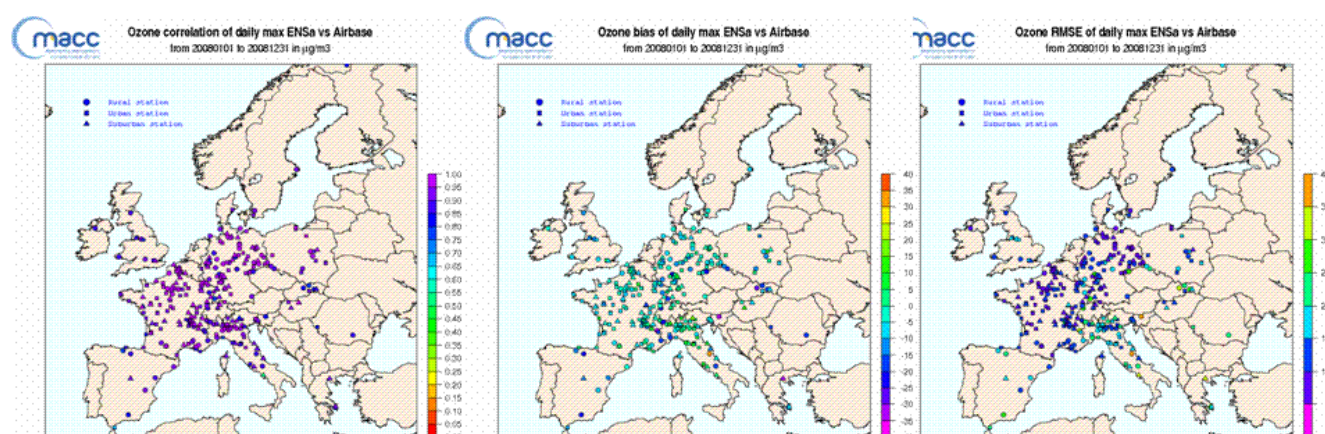 macc
Ozone correlation of daily max ENSa vs Airbase
from 20080101 to 20081231 in µg/m3
Rural station
Urban station
Suburban station
1.00
0.95
0.90
0.85
0.80
0.75
0.70
0.65
0.60
0.55
0.50
0.45
0.40
0.35
0.30
0.25
0.20
0.15
0.10
0.05
macc
Ozone bias of daily max ENSa vs Airbase
from 20080101 to 20081231 in µg/m3
Rural station
Urban station
Suburban station
40
35
30
25
20
15
10
5
0
-5
-10
-15
-20
-25
-30
-35
macc
Ozone RMSE of daily max ENSa vs Airbase
from 20080101 to 20081231 in µg/m3
Rural station
Urban station
Suburban station